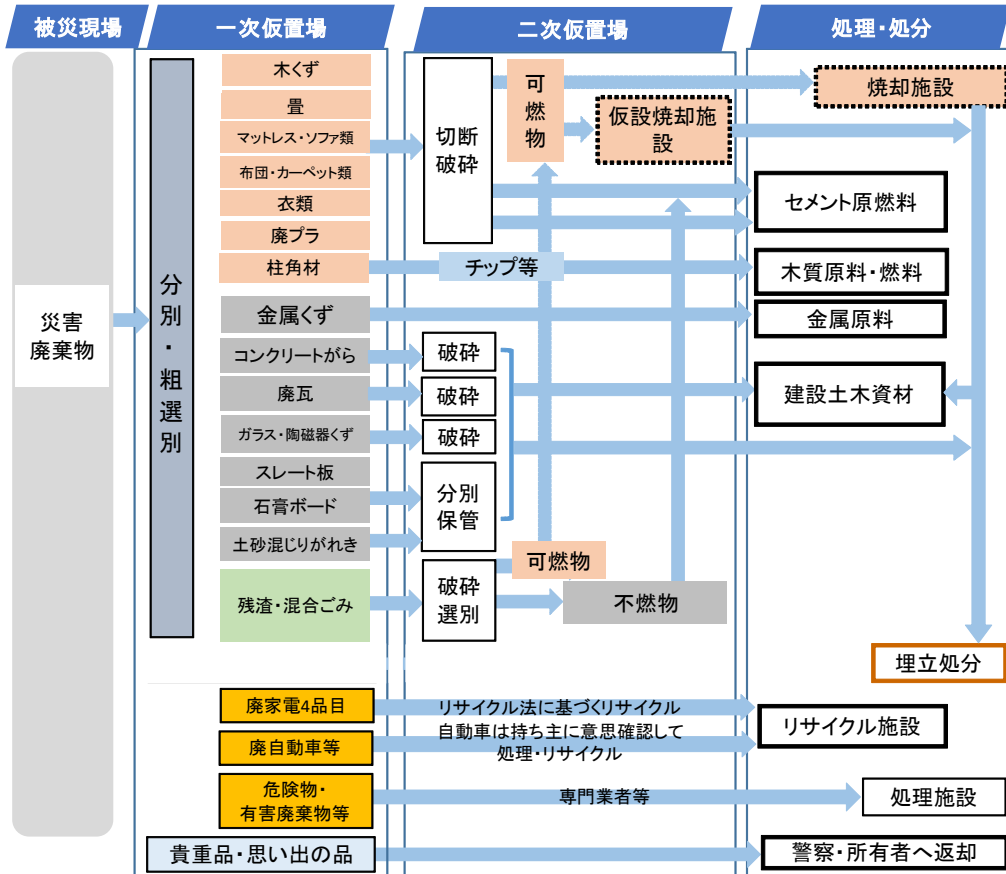 被災現場
一次仮置場
二次仮置場
処理・処分
災害
廃棄物
分別・粗選別
木くず
畳
マットレス・ソファ類
布団・カーペット類
衣類
廃プラ
柱角材
金属くず
コンクリートがら
廃瓦
ガラス・陶磁器くず
スレート板
石膏ボード
土砂混じりがれき
残渣・混合ごみ
廃家電4品目
廃自動車等
危険物・
有害廃棄物等
貴重品・思い出の品
切断
破砕
可燃物
仮設焼却施
設
チップ等
破砕
破砕
破砕
分別
保管
破砕
選別
可燃物
不燃物
リサイクル法に基づくリサイクル
自動車は持ち主に意思確認して
処理・リサイクル
専門業者等
焼却施設
セメント原燃料
木質原料・燃料
金属原料
建設土木資材
埋立処分
リサイクル施設
処理施設
警察・所有者へ返却